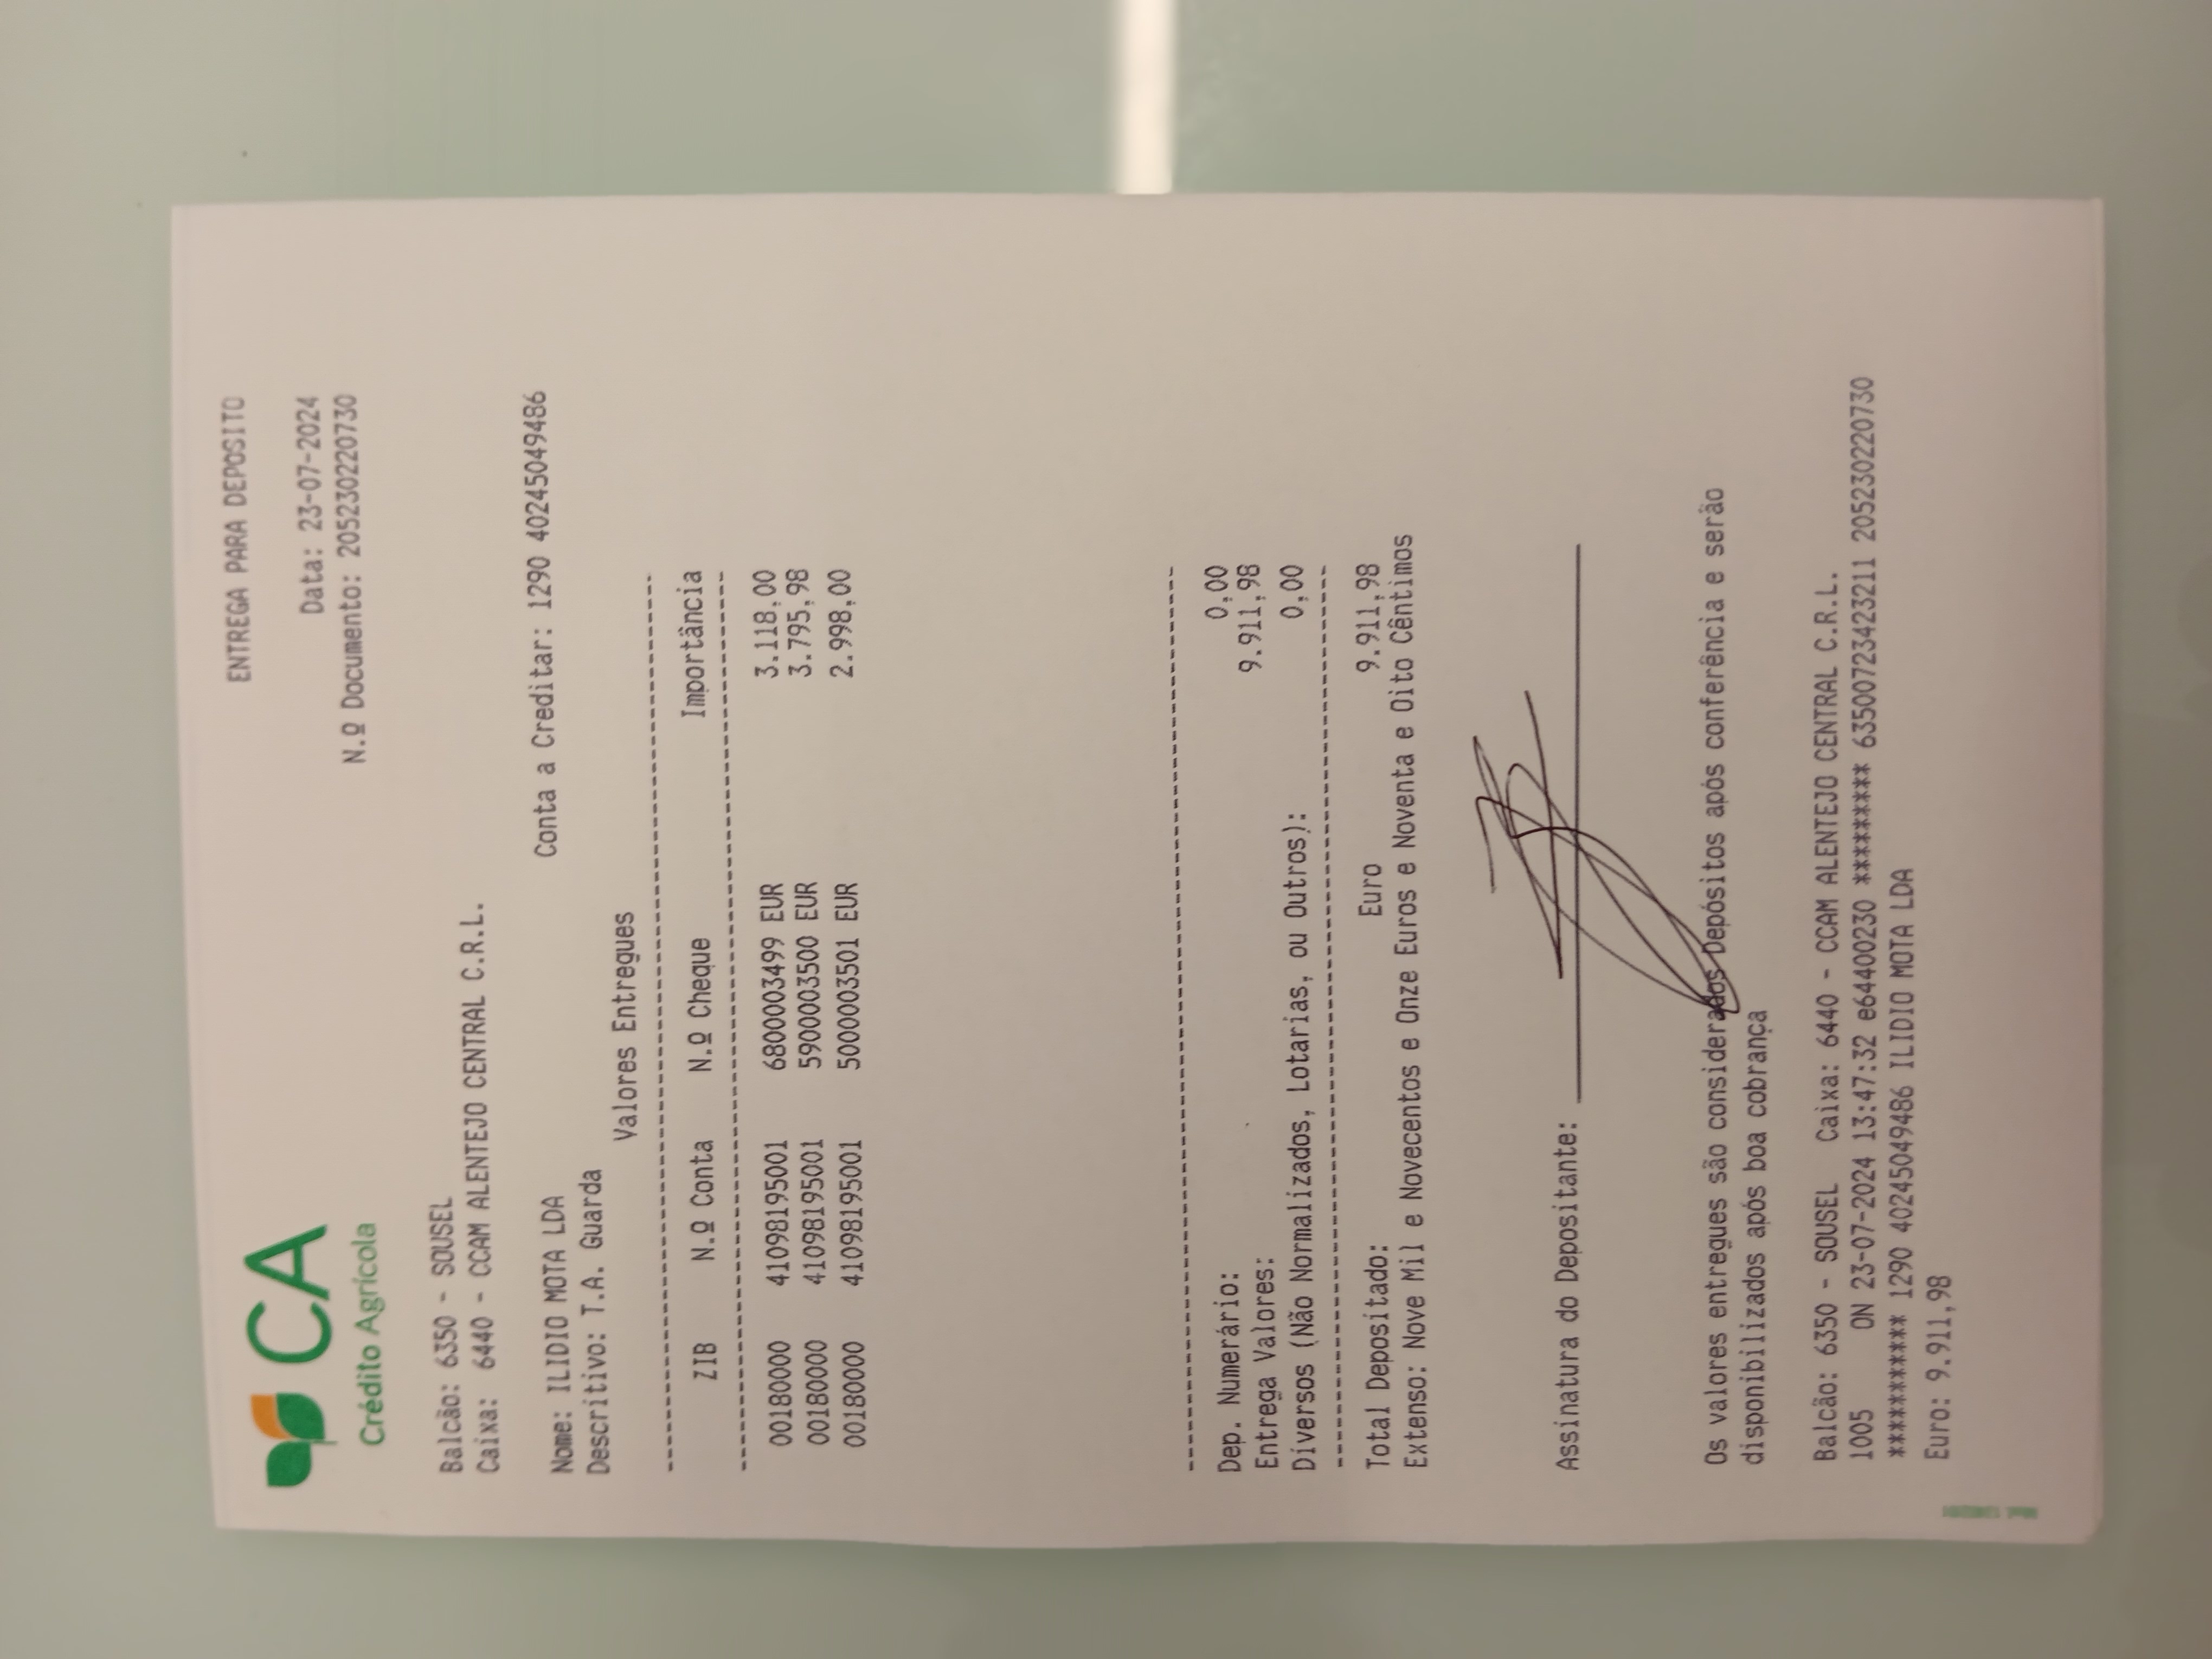 CA
Crédito Agrícola
ENTREGA PARA DEPOSITO
Data: 23-07-2024
N.º Documento: 205230220730
Balcão: 6350 - SOUSEL
Caixa: 6440 - CCAM ALENTEJO CENTRAL C.R.L.
Conta a Creditar: 1290 40245049486
Nome: ILIDIO MOTA LDA
Descritivo: T.A. Guarda
Valores Entregues
ZIB N.º Conta N.º Cheque Importância
00180000 41098195001 6800003499 EUR 3.118,00
00180000 41098195001 5900003500 EUR 3.795,98
00180000 41098195001 5000003501 EUR 2.998,00
Dep. Numerário: 0,00
Entrega Valores: 9.911,98
Diversos (Não Normalizados, Lotarias, ou Outros): 0,00
Total Depositado: Euro 9.911,98
Extenso: Nove Mil e Novecentos e Onze Euros e Noventa e Oito Cêntimos
Assinatura do Depositante:
Os valores entregues são considerados Depósitos após conferência e serão
disponibilizados após boa cobrança
Balcão: 6350 - SOUSEL Caixa: 6440 - CCAM ALENTEJO CENTRAL C.R.L.
1005 ON 23-07-2024 13:47:32 e64400230 ******** 63500723423211 205230220730
********** 1290 40245049486 ILIDIO MOTA LDA
Euro: 9.911,98